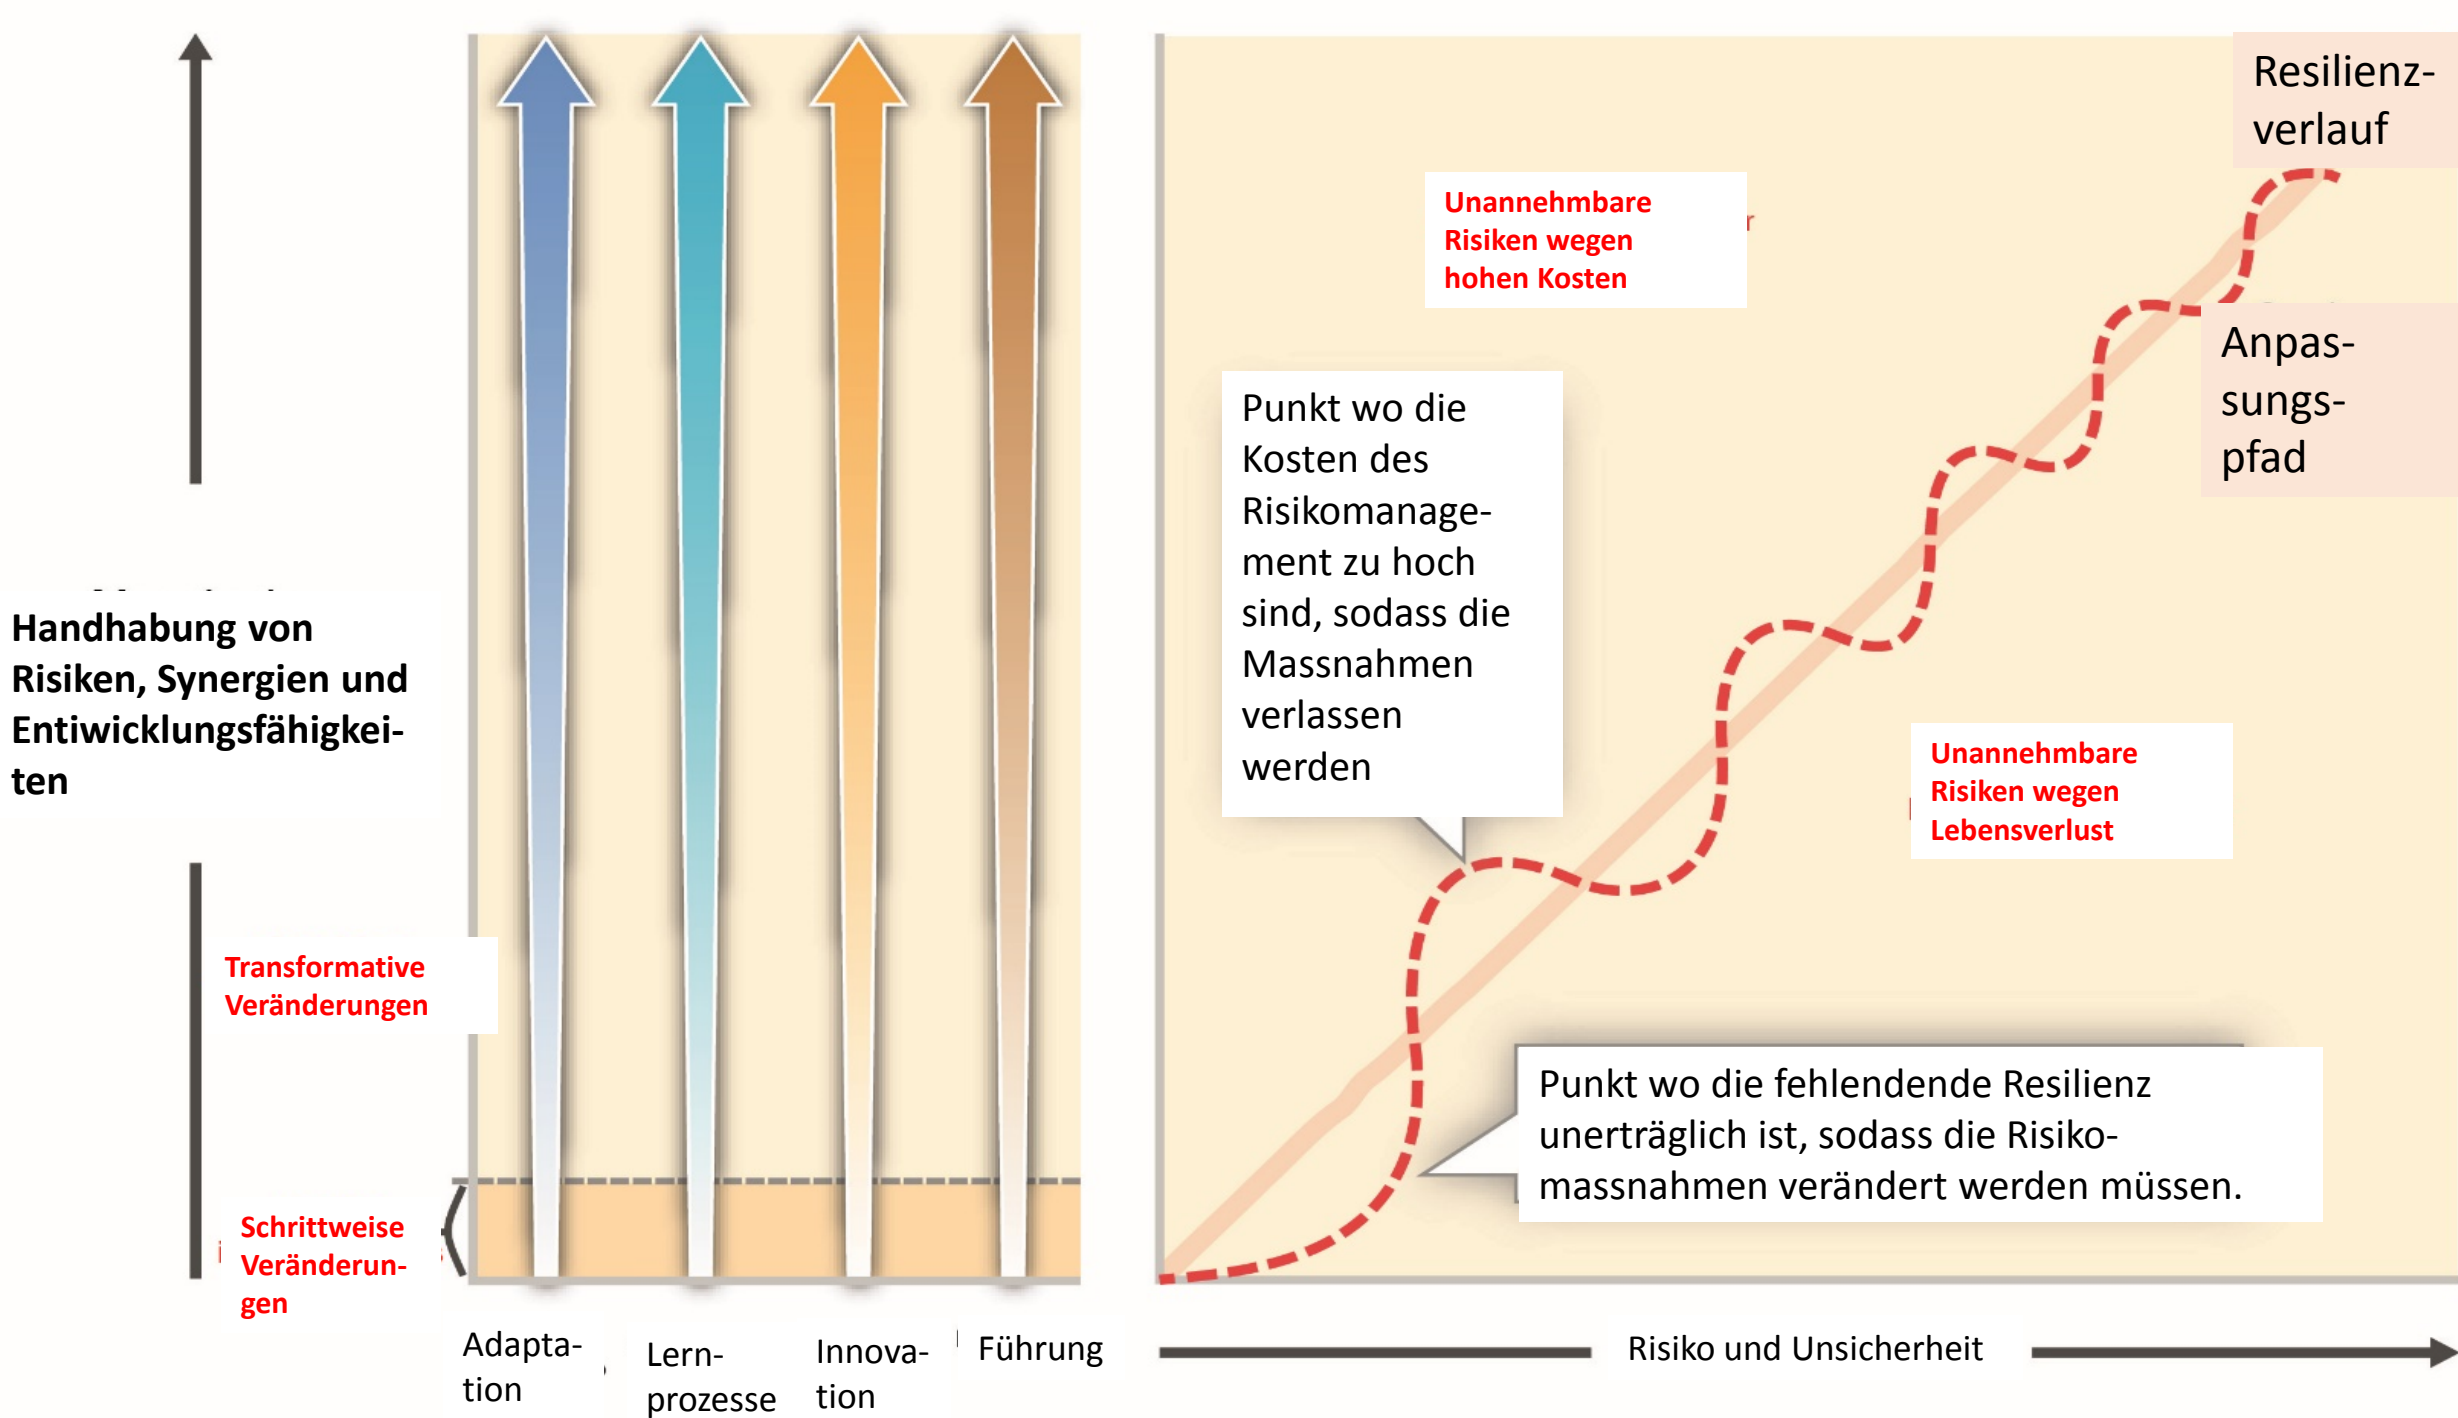 Resilienz-
verlauf
Unannehmbare
Risiken wegen
hohen Kosten
Anpas-
sungs-
pfad
Punkt wo die
Kosten des
Risikomanage-
ment zu hoch
sind, sodass die
Massnahmen
verlassen
werden
Handhabung von
Risiken, Synergien und
Entiwicklungsfähigkei-
ten
Unannehmbare
Risiken wegen
Lebensverlust
Transformative
Veränderungen
Punkt wo die fehlendende Resilienz
unerträglich ist, sodass die Risiko-
massnahmen verändert werden müssen.
Schrittweise
Veränderun-
gen
Adapta-
tion
Lern-
prozesse
Innova-
tion
Führung
Risiko und Unsicherheit